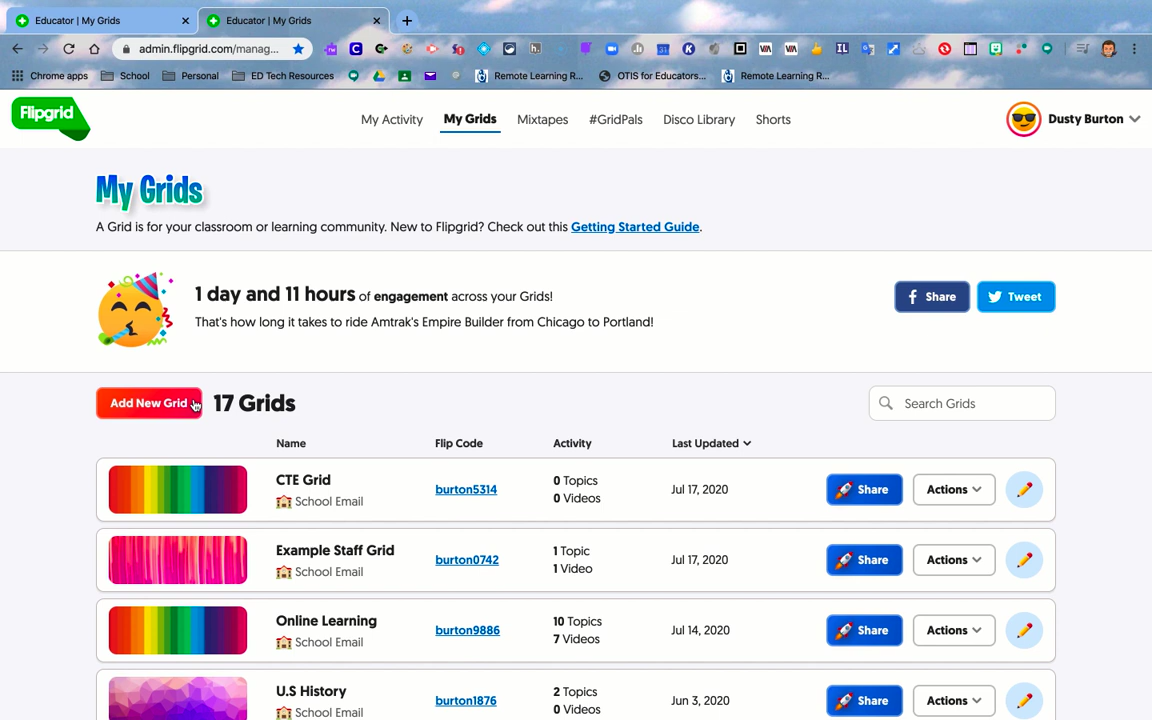 Educator | My Grids
Educator | My Grids
admin.flipgrid.com/manag...
Chrome apps School Personal ED Tech Resources Remote Learning R... OTIS for Educators... Remote Learning R...
Flipgrid
My Activity My Grids Mixtapes #GridPals Disco Library Shorts
Dusty Burton
My Grids
A Grid is for your classroom or learning community. New to Flipgrid? Check out this Getting Started Guide.
1 day and 11 hours of engagement across your Grids!
That's how long it takes to ride Amtrak's Empire Builder from Chicago to Portland!
Share Tweet
Add New Grid 17 Grids
Search Grids
Name Flip Code Activity Last Updated
CTE Grid
School Email
burton5314
0 Topics
0 Videos
Jul 17, 2020
Share Actions
Example Staff Grid
School Email
burton0742
1 Topic
1 Video
Jul 17, 2020
Share Actions
Online Learning
School Email
burton9886
10 Topics
7 Videos
Jul 14, 2020
Share Actions
U.S History
School Email
burton1876
2 Topics
0 Videos
Jun 3, 2020
Share Actions